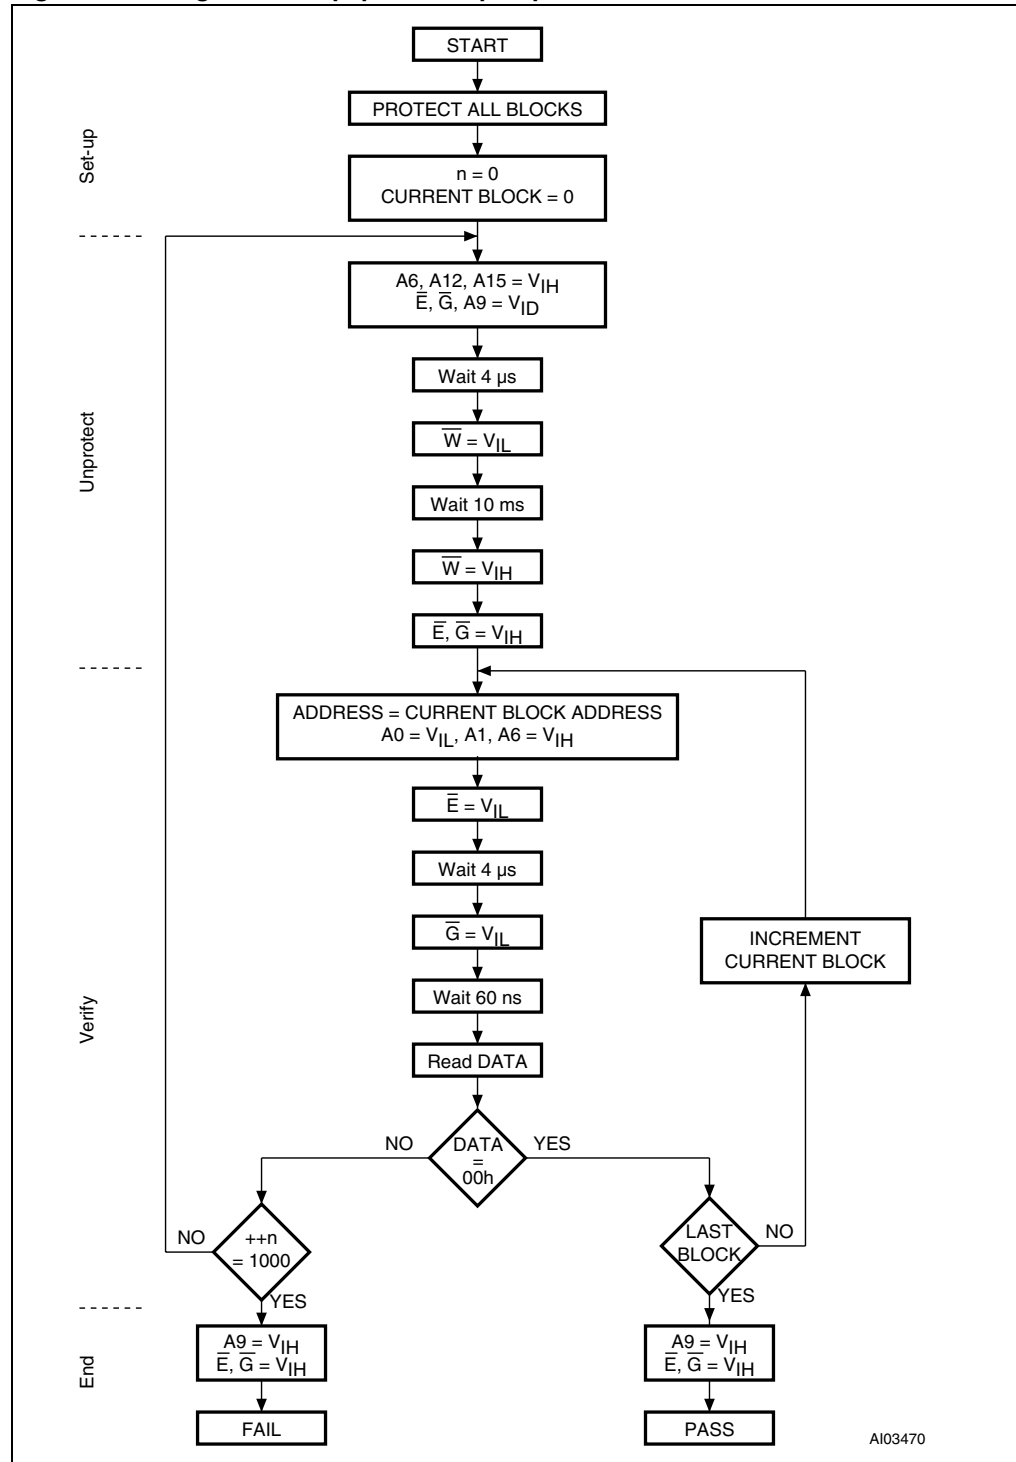 START
PROTECT ALL BLOCKS
Set-up
n = 0
CURRENT BLOCK = 0
A6, A12, A15 = VIH
E̅, G̅, A9 = VID
Wait 4 µs
W̅ = VIL
Unprotect
Wait 10 ms
W̅ = VIH
E̅, G̅ = VIH
ADDRESS = CURRENT BLOCK ADDRESS
A0 = VIL, A1, A6 = VIH
E̅ = VIL
Wait 4 µs
G̅ = VIL
INCREMENT
CURRENT BLOCK
Wait 60 ns
Verify
Read DATA
NO
DATA
=
00h
YES
NO
++n
= 1000
YES
LAST
BLOCK
NO
YES
End
A9 = VIH
E̅, G̅ = VIH
FAIL
A9 = VIH
E̅, G̅ = VIH
PASS
AI03470